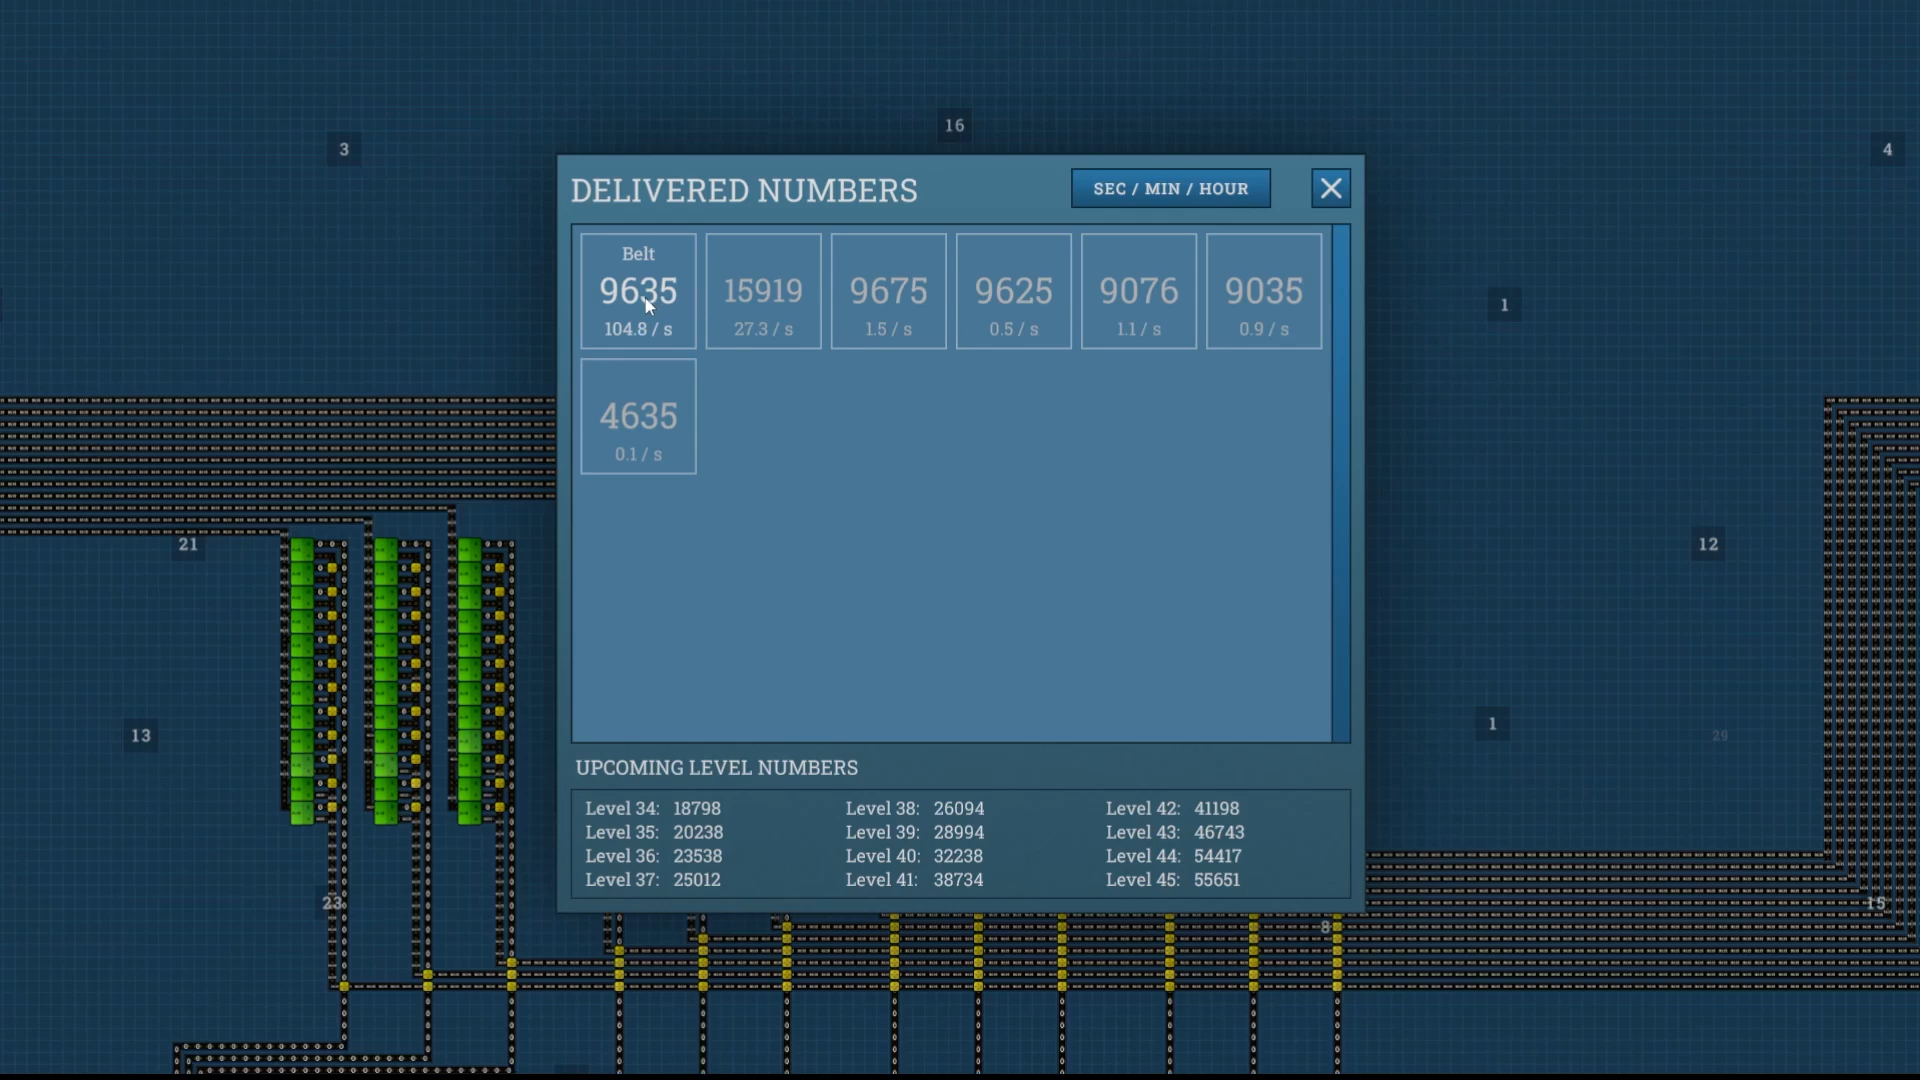 16
3
4
DELIVERED NUMBERS
SEC / MIN / HOUR
Belt
9635
104.8 / s
15919
27.3 / s
9675
1.5 / s
9625
0.5 / s
9076
1.1 / s
9035
0.9 / s
1
4635
0.1 / s
21
12
13
1
29
UPCOMING LEVEL NUMBERS
Level 34: 18798
Level 35: 20238
Level 36: 23538
Level 37: 25012
Level 38: 26094
Level 39: 28994
Level 40: 32238
Level 41: 38734
Level 42: 41198
Level 43: 46743
Level 44: 54417
Level 45: 55651
23
15
8